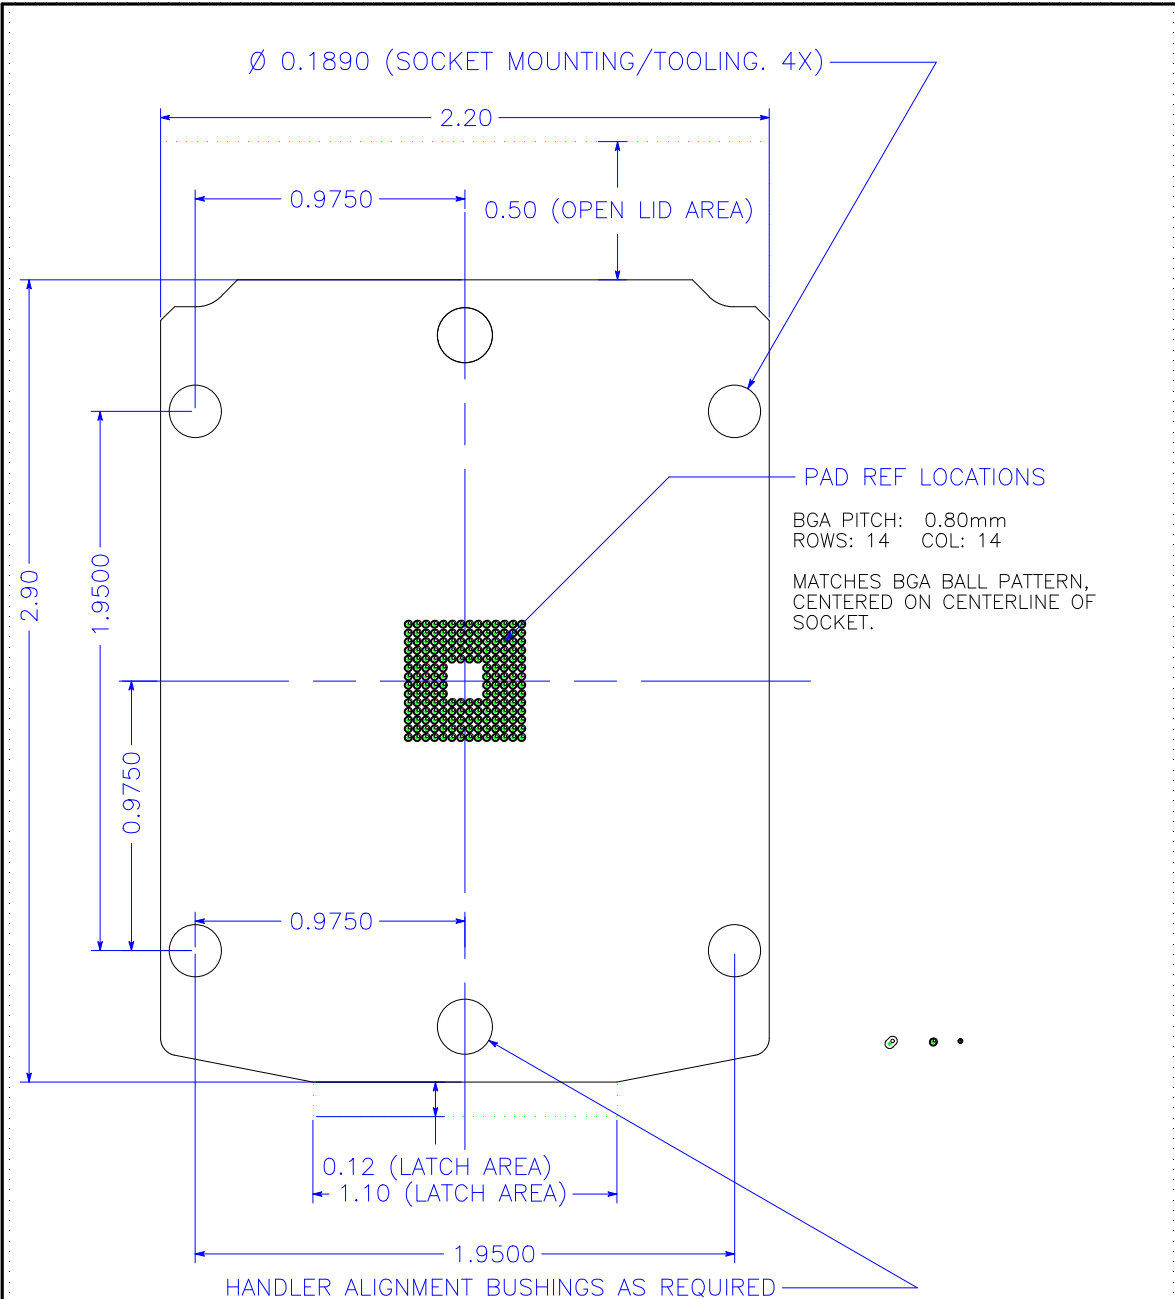 Ø 0.1890 (SOCKET MOUNTING/TOOLING. 4X)
2.20
0.9750
0.50 (OPEN LID AREA)
PAD REF LOCATIONS
BGA PITCH: 0.80mm
ROWS: 14 COL: 14
MATCHES BGA BALL PATTERN,
CENTERED ON CENTERLINE OF
SOCKET.
2.90
1.9500
0.9750
0.9750
0.12 (LATCH AREA)
1.10 (LATCH AREA)
1.9500
HANDLER ALIGNMENT BUSHINGS AS REQUIRED